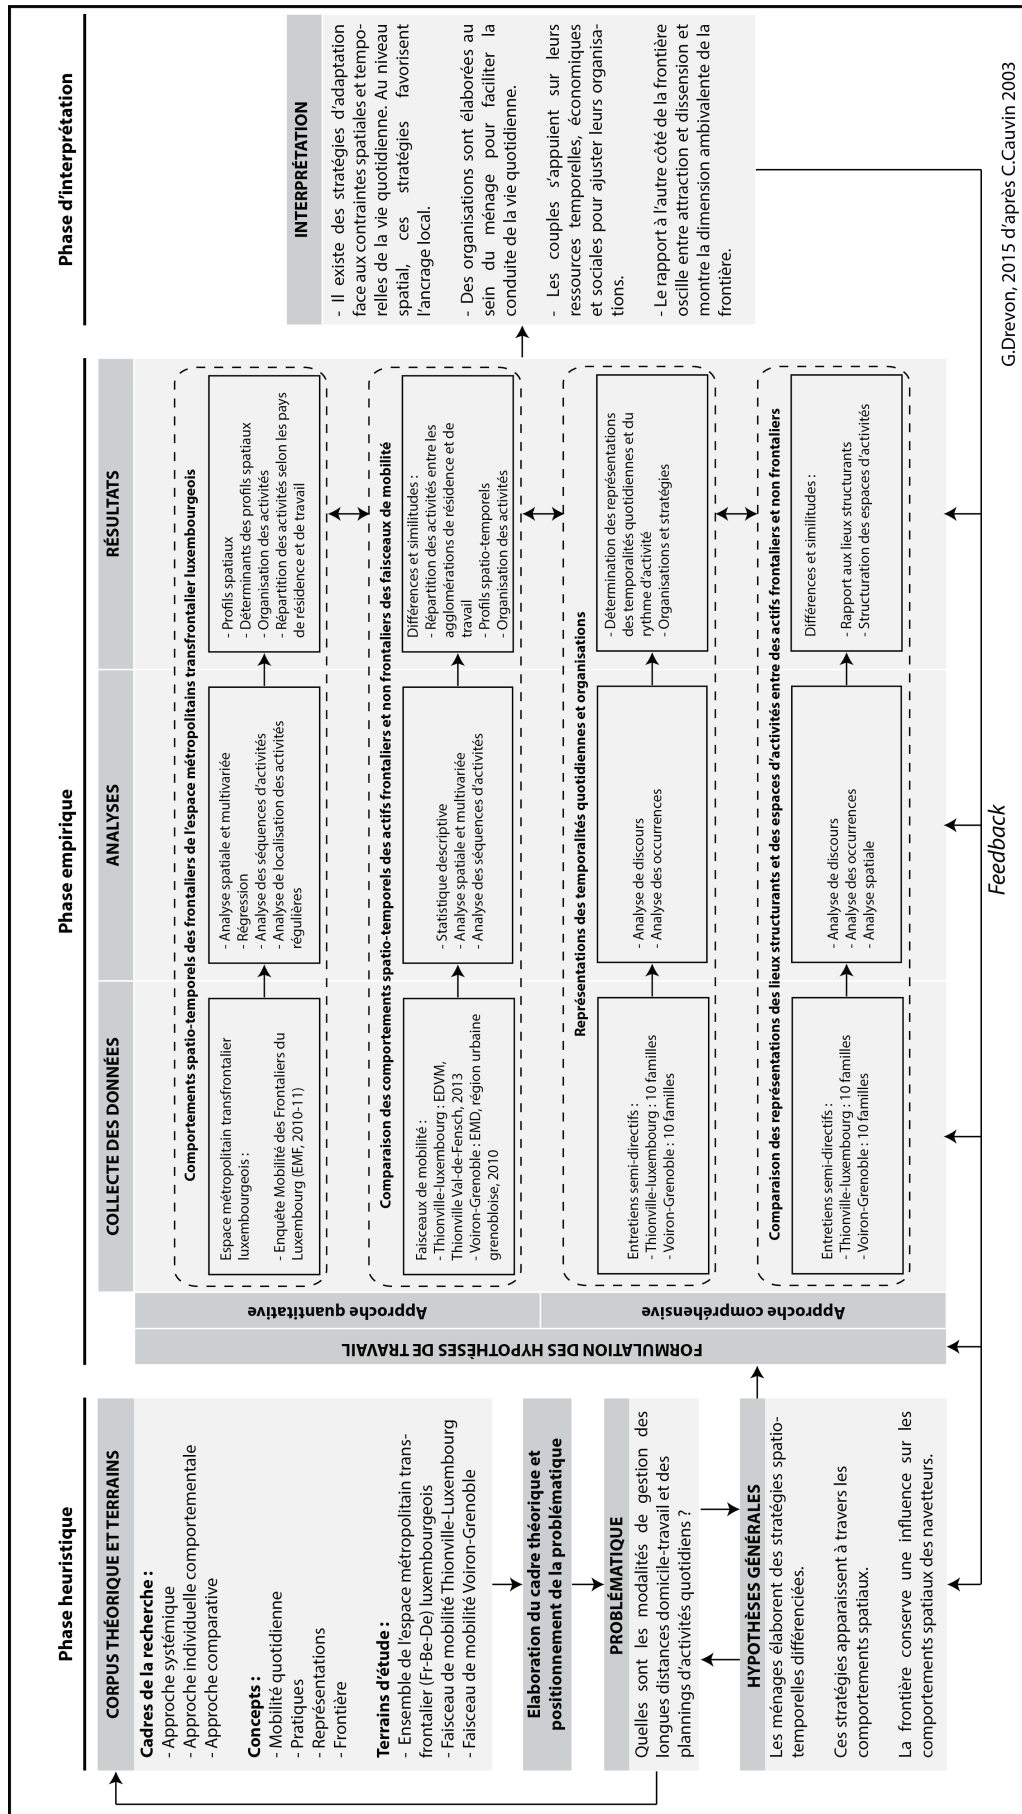 Phase heuristique
CORPUS THÉORIQUE ET TERRAINS
Cadres de la recherche :
- Approche systémique
- Approche individuelle comportementale
- Approche comparative
Concepts :
- Mobilité quotidienne
- Pratiques
- Représentations
- Frontière
Terrains d'étude :
- Ensemble de l'espace métropolitain trans-
frontalier (Fr-Be-De) luxembourgeois
- Faisceau de mobilité Thionville-Luxembourg
- Faisceau de mobilité Voiron-Grenoble
Elaboration du cadre théorique et
positionnement de la problématique
PROBLÉMATIQUE
Quelles sont les modalités de gestion des
longues distances domicile-travail et des
plannings d'activités quotidiens ?
HYPOTHÈSES GÉNÉRALES
Les ménages élaborent des stratégies spatio-
temporelles différenciées.
Ces stratégies apparaissent à travers les
comportements spatiaux.
La frontière conserve une influence sur les
comportements spatiaux des navetteurs.
Phase empirique
FORMULATION DES HYPOTHÈSES DE TRAVAIL
Approche quantitative
Approche compréhensive
COLLECTE DES DONNÉES
ANALYSES
RÉSULTATS
Comportements spatio-temporels des frontaliers de l'espace métropolitains transfrontalier luxembourgeois
Espace métropolitain transfrontalier
luxembourgeois :
- Enquête Mobilité des Frontaliers du
Luxembourg (EMF, 2010-11)
- Analyse spatiale et multivariée
- Régression
- Analyse des séquences d'activités
- Analyse de localisation des activités
régulières
- Profils spatiaux
- Déterminants des profils spatiaux
- Organisation des activités
- Répartition des activités selon les pays
de résidence et de travail
Comparaison des comportements spatio-temporels des actifs frontaliers et non frontaliers des faisceaux de mobilité
Faisceaux de mobilité :
- Thionville-luxembourg : EDVM,
Thionville Val-de-Fensch, 2013
- Voiron-Grenoble : EMD, région urbaine
grenobloise, 2010
- Statistique descriptive
- Analyse spatiale et multivariée
- Analyse des séquences d'activités
Différences et similitudes :
- Répartition des activités entre les
agglomérations de résidence et de
travail
- Profils spatio-temporels
- Organisation des activités
Représentations des temporalités quotidiennes et organisations
Entretiens semi-directifs :
- Thionville-luxembourg : 10 familles
- Voiron-Grenoble : 10 familles
- Analyse de discours
- Analyse des occurrences
- Détermination des représentations
des temporalités quotidiennes et du
rythme d'activité
- Organisations et stratégies
Comparaison des représentations des lieux structurants et des espaces d'activités entre des actifs frontaliers et non frontaliers
Entretiens semi-directifs :
- Thionville-luxembourg : 10 familles
- Voiron-Grenoble : 10 familles
- Analyse de discours
- Analyse des occurrences
- Analyse spatiale
Différences et similitudes :
- Rapport aux lieux structurants
- Structuration des espaces d'activités
Phase d'interprétation
INTERPRÉTATION
- Il existe des stratégies d'adaptation
face aux contraintes spatiales et tempo-
relles de la vie quotidienne. Au niveau
spatial, ces stratégies favorisent
l'ancrage local.
- Des organisations sont élaborées au
sein du ménage pour faciliter la
conduite de la vie quotidienne.
- Les couples s'appuient sur leurs
ressources temporelles, économiques
et sociales pour ajuster leurs organisa-
tions.
- Le rapport à l'autre côté de la frontière
oscille entre attraction et dissension et
montre la dimension ambivalente de la
frontière.
Feedback
G.Drevon, 2015 d'après C.Cauvin 2003